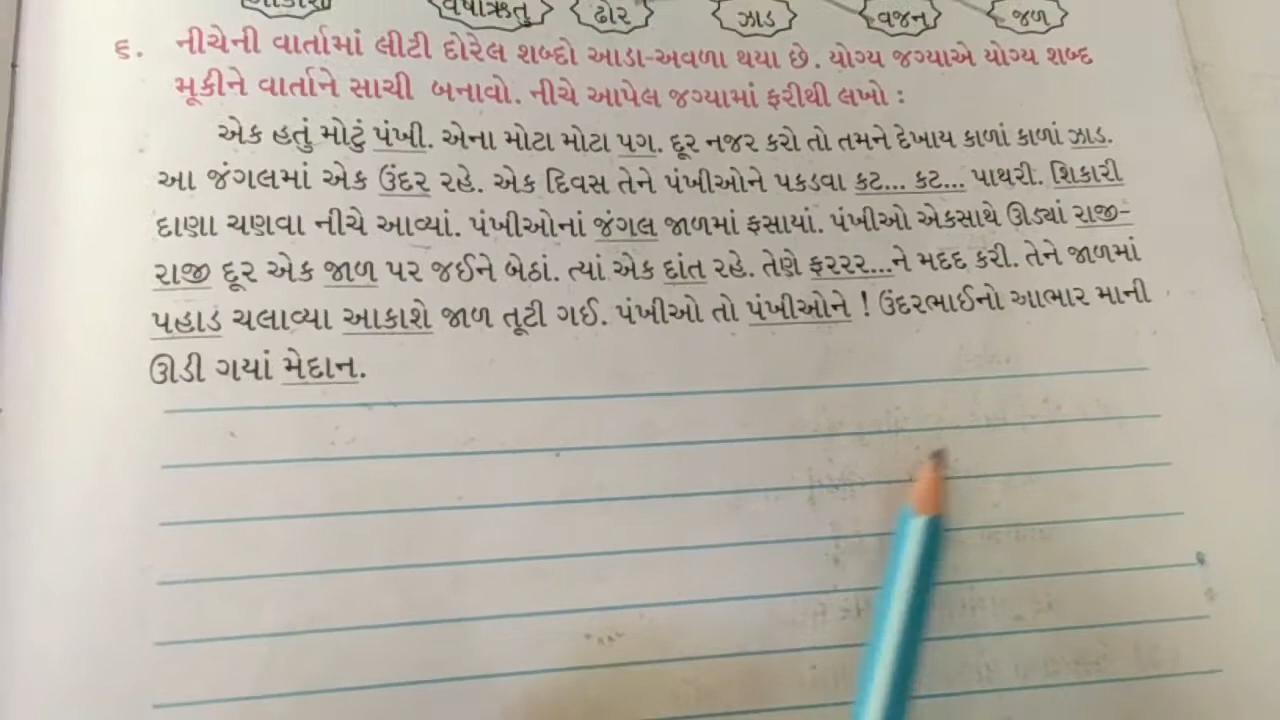 વર્ષાઋતુ ઢોર ઝાડ વજન જળ
૬. નીચેની વાર્તામાં લીટી દોરેલ શબ્દો આડા-અવળા થયા છે. યોગ્ય જગ્યાએ યોગ્ય શબ્દ
મૂકીને વાર્તાને સાચી બનાવો. નીચે આપેલ જગ્યામાં ફરીથી લખો :
એક હતું મોટું પંખી. એના મોટા મોટા પગ. દૂર નજર કરો તો તમને દેખાય કાળાં કાળાં ઝાડ.
આ જંગલમાં એક ઉંદર રહે. એક દિવસ તેને પંખીઓને પકડવા કટ... કટ... પાથરી. શિકારી
દાણા ચણવા નીચે આવ્યાં. પંખીઓનાં જંગલ જાળમાં ફસાયાં. પંખીઓ એકસાથે ઊડ્યાં રાજી-
રાજી દૂર એક જાળ પર જઈને બેઠાં. ત્યાં એક દાંત રહે. તેણે ફરરર...ને મદદ કરી. તેને જાળમાં
પહાડ ચલાવ્યા આકાશે જાળ તૂટી ગઈ. પંખીઓ તો પંખીઓને ! ઉંદરભાઈનો આભાર માની
ઊડી ગયાં મેદાન.